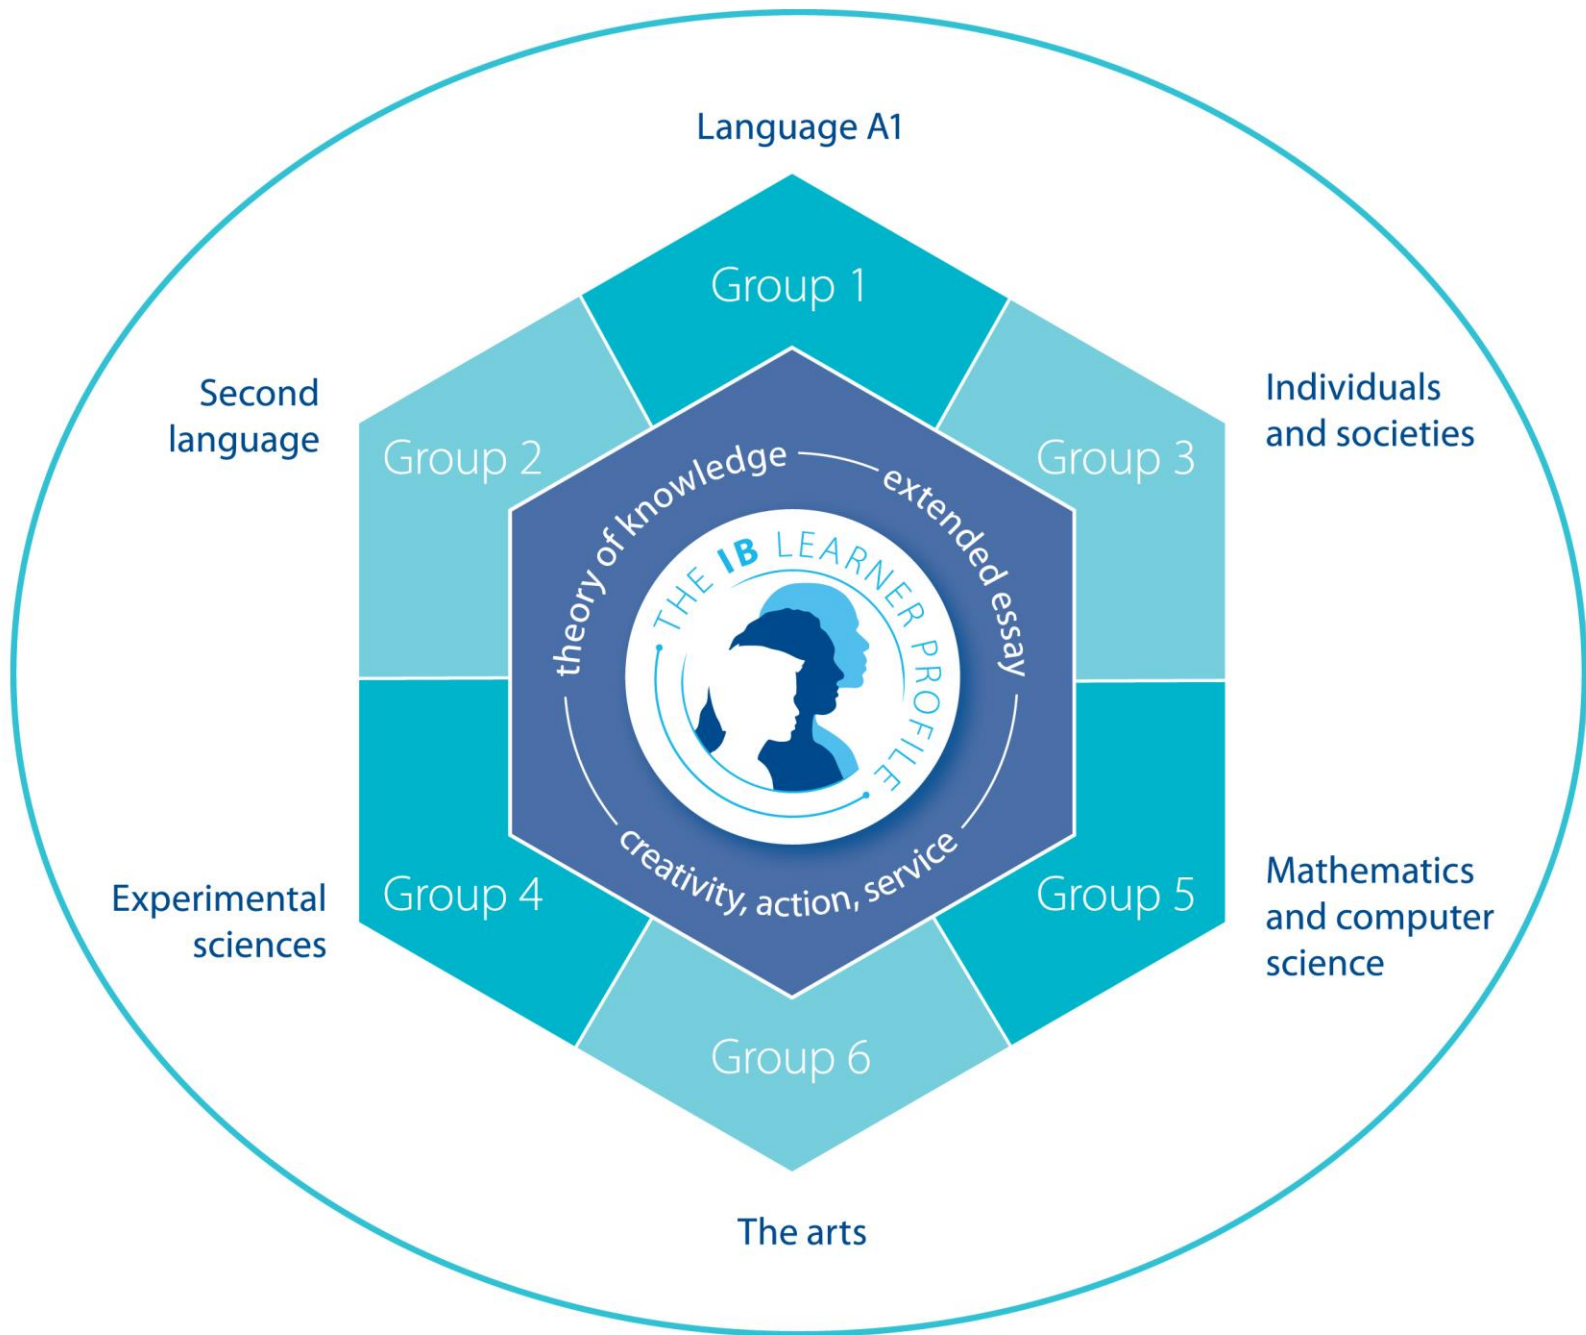 Language A1
Group 1
Second
language
Group 2
Individuals
and societies
Group 3
theory of knowledge
extended essay
THE IB LEARNER PROFILE
creativity, action, service
Experimental
sciences
Group 4
Mathematics
and computer
science
Group 5
Group 6
The arts